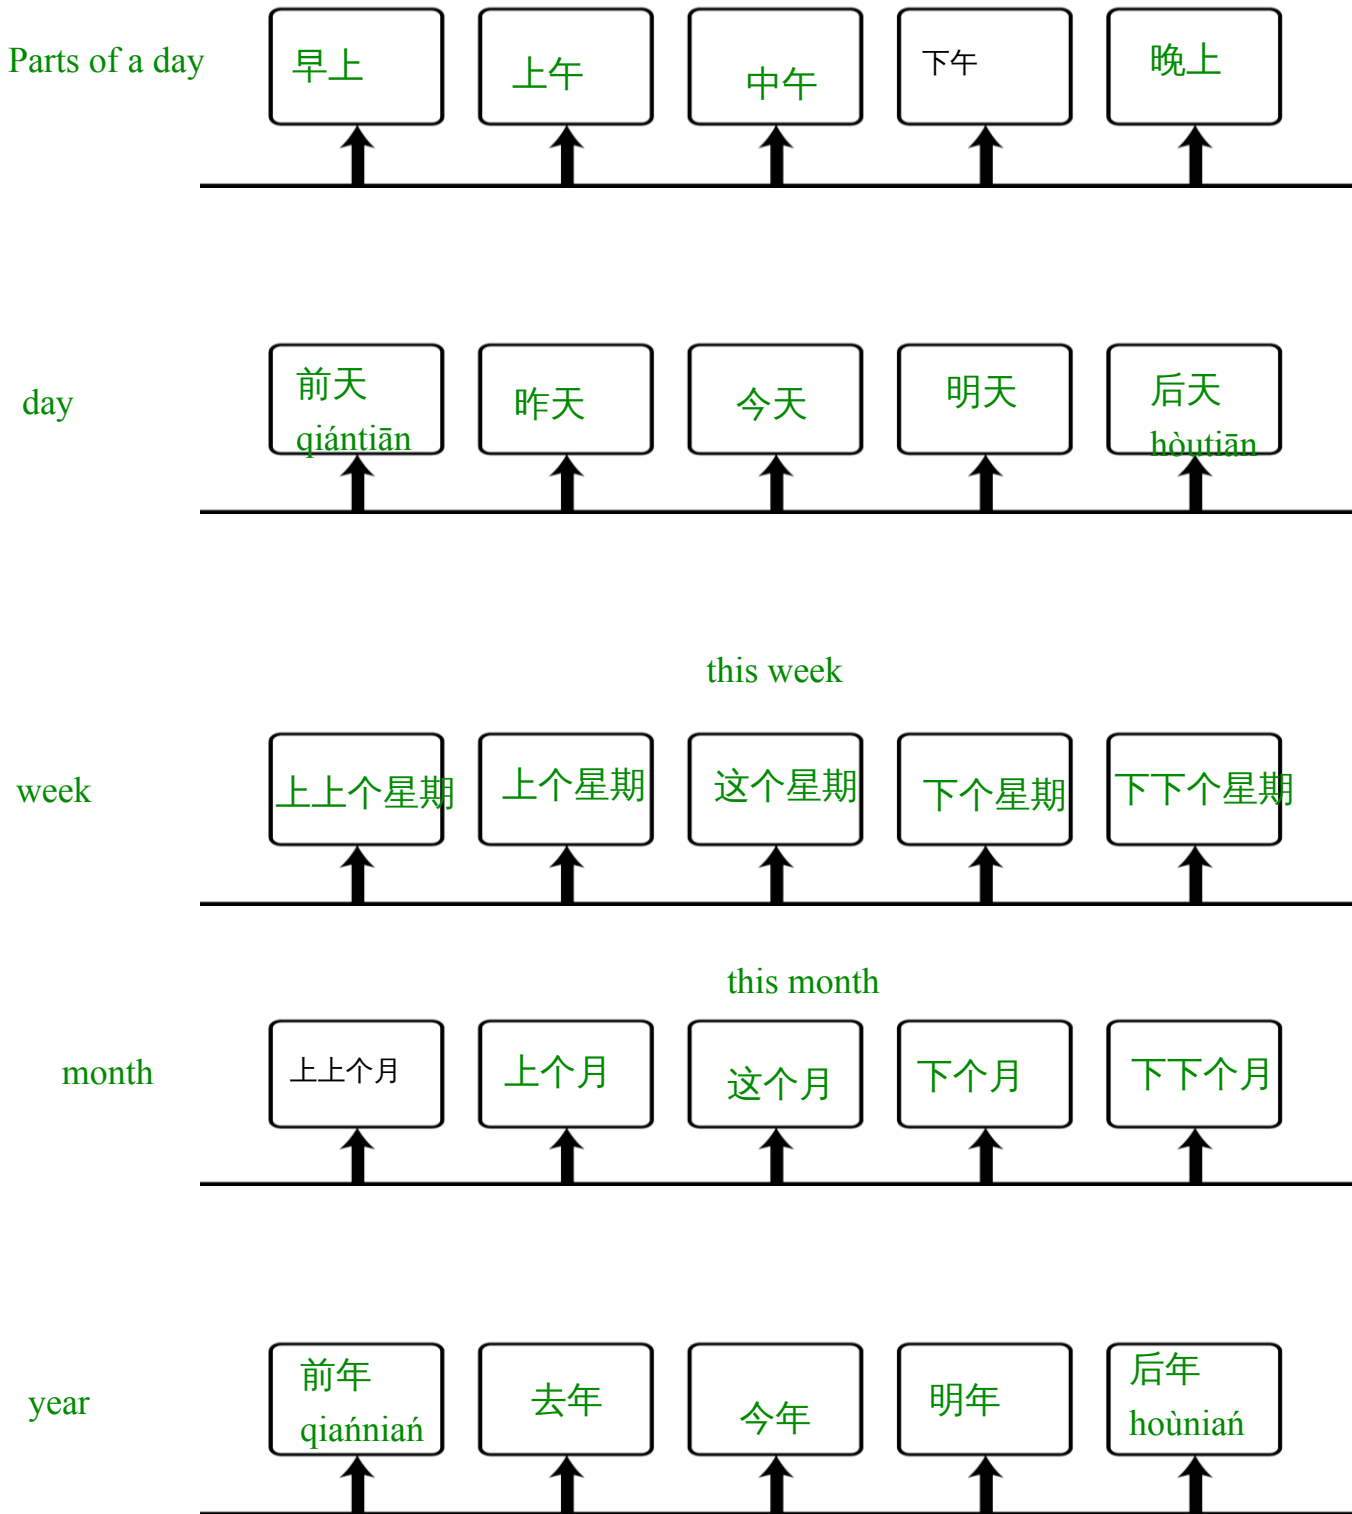 Parts of a day
早上
上午
中午
下午
晚上
day
前天
qiántiān
昨天
今天
明天
后天
hòutiān
this week
week
上上个星期
上个星期
这个星期
下个星期
下下个星期
this month
month
上上个月
上个月
这个月
下个月
下下个月
year
前年
qiańniań
去年
今年
明年
后年
hoùniań